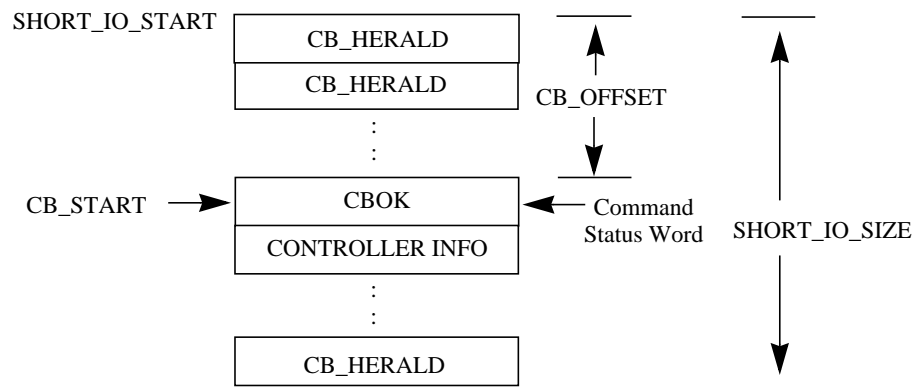 SHORT_IO_START
CB_HERALD
CB_HERALD
CB_OFFSET
CB_START
CBOK
Command
Status Word
CONTROLLER INFO
SHORT_IO_SIZE
CB_HERALD